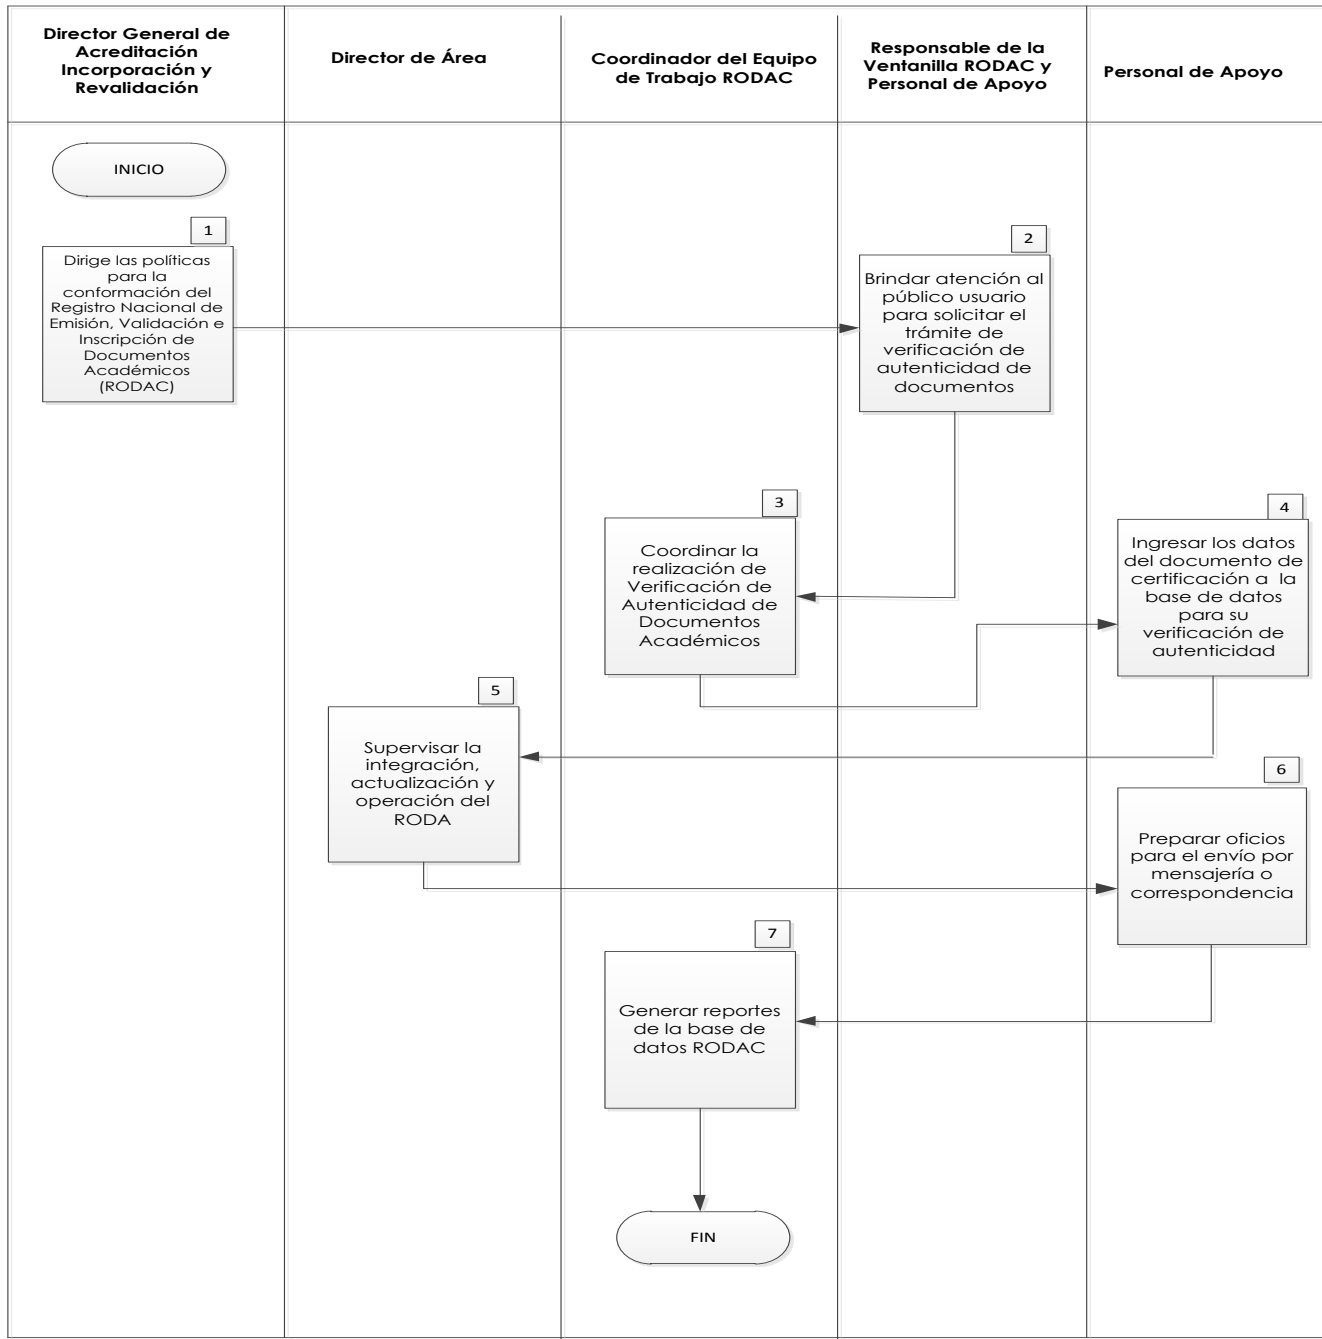 Director General de
Acreditación
Incorporación y
Revalidación
Director de Área
Coordinador del Equipo
de Trabajo RODAC
Responsable de la
Ventanilla RODAC y
Personal de Apoyo
Personal de Apoyo
INICIO
1
Dirige las políticas
para la
conformación del
Registro Nacional de
Emisión, Validación e
Inscripción de
Documentos
Académicos
(RODAC)
2
Brindar atención al
público usuario
para solicitar el
trámite de
verificación de
autenticidad de
documentos
3
Coordinar la
realización de
Verificación de
Autenticidad de
Documentos
Académicos
4
Ingresar los datos
del documento de
certificación a la
base de datos
para su
verificación de
autenticidad
5
Supervisar la
integración,
actualización y
operación del
RODA
6
Preparar oficios
para el envío por
mensajería o
correspondencia
7
Generar reportes
de la base de
datos RODAC
FIN